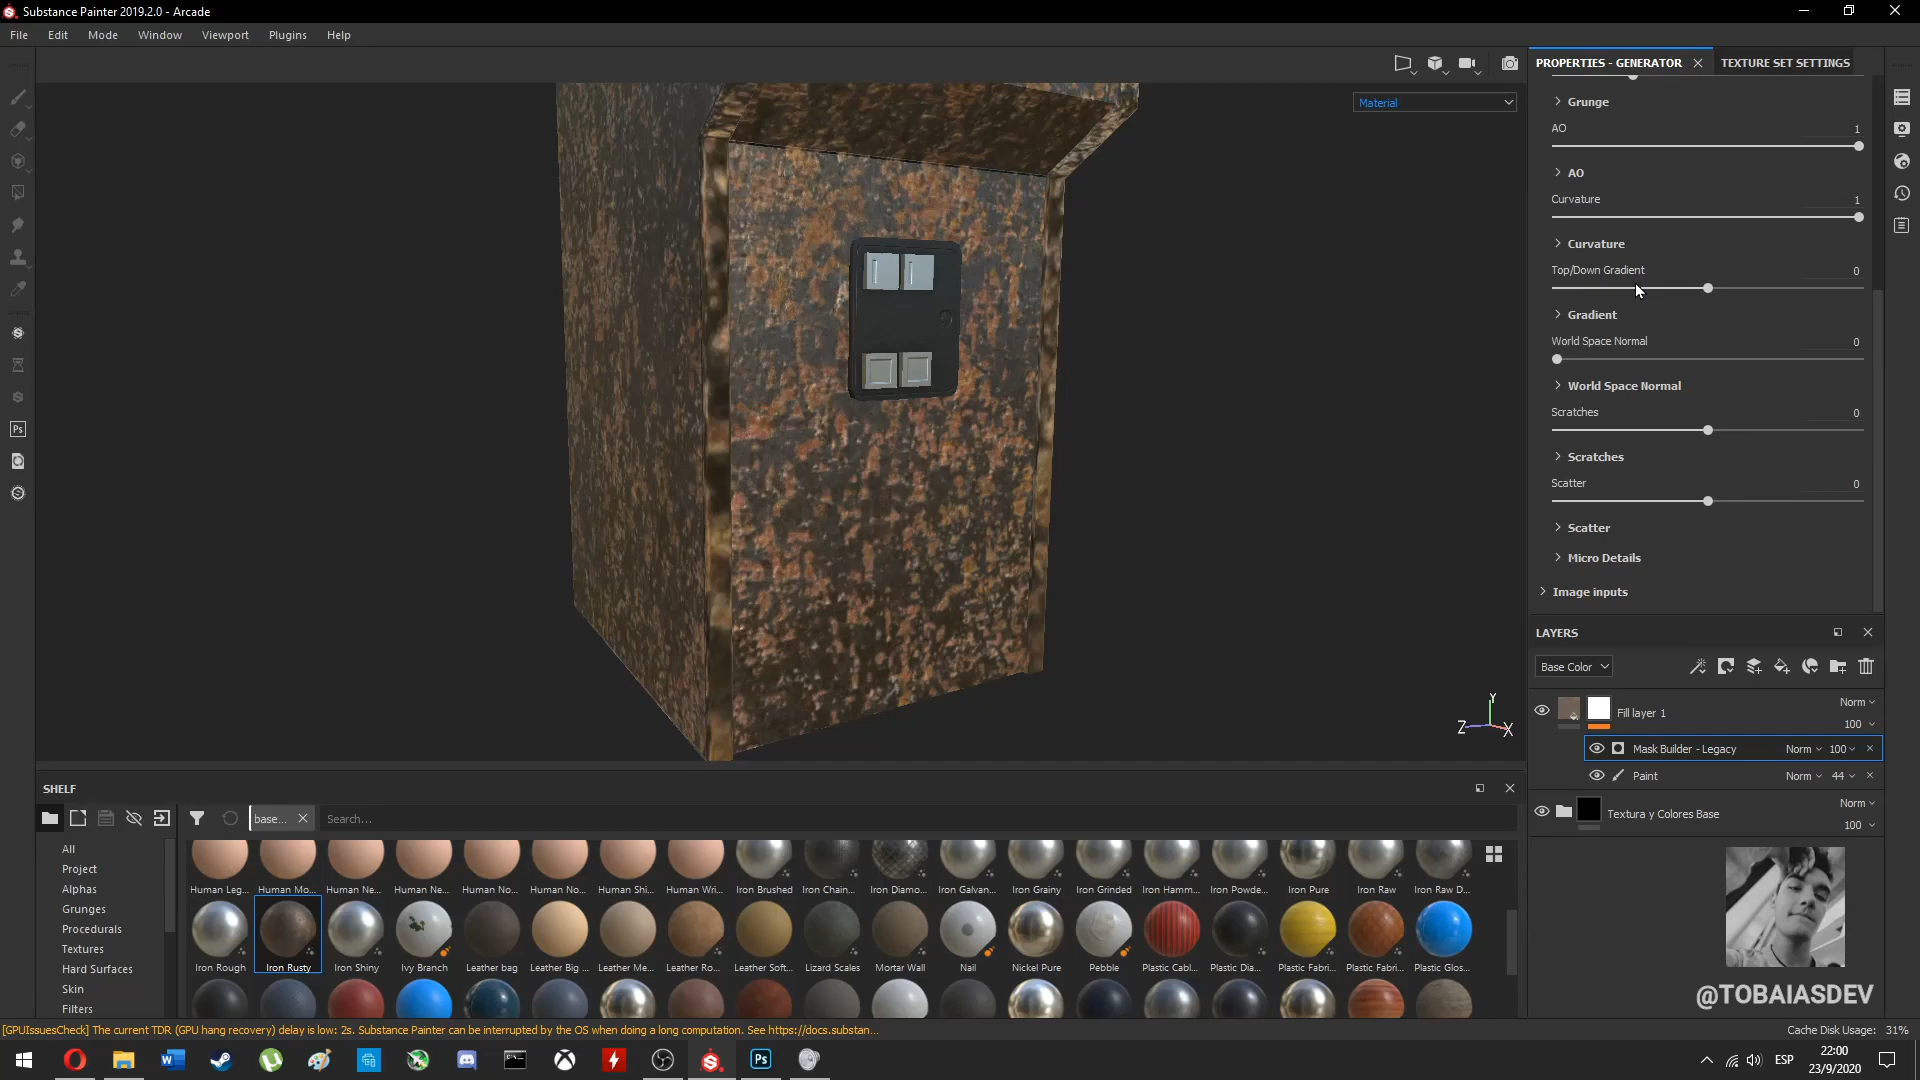 Substance Painter 2019.2.0 - Arcade
File Edit Mode Window Viewport Plugins Help
Material
PROPERTIES - GENERATOR
TEXTURE SET SETTINGS
Grunge
AO 1
AO
Curvature 1
Curvature
Top/Down Gradient 0
Gradient
World Space Normal 0
World Space Normal
Scratches 0
Scratches
Scatter 0
Scatter
Micro Details
Image inputs
Y
Z X
LAYERS
Base Color
Norm
Fill layer 1
100
Mask Builder - Legacy Norm 100
Paint Norm 44
Norm
Textura y Colores Base
100
SHELF
base...
Search...
All
Project
Alphas
Grunges
Procedurals
Textures
Hard Surfaces
Skin
Filters
Human Leg... Human Mo... Human Ne... Human Ne... Human No... Human No... Human Shi... Human Wri... Iron Brushed Iron Chain... Iron Diamo... Iron Galvan... Iron Grainy Iron Grinded Iron Hamm... Iron Powde... Iron Pure Iron Raw Iron Raw D...
Iron Rough Iron Rusty Iron Shiny Ivy Branch Leather bag Leather Big ... Leather Me... Leather Ro... Leather Soft... Lizard Scales Mortar Wall Nail Nickel Pure Pebble Plastic Cabl... Plastic Dia... Plastic Fabri... Plastic Fabri... Plastic Glos...
@TOBAIASDEV
[GPUIssuesCheck] The current TDR (GPU hang recovery) delay is low: 2s. Substance Painter can be interrupted by the OS when doing a long computation. See https://docs.substan...
Cache Disk Usage: 31%
Ps
Ps
ESP
22:00
23/9/2020